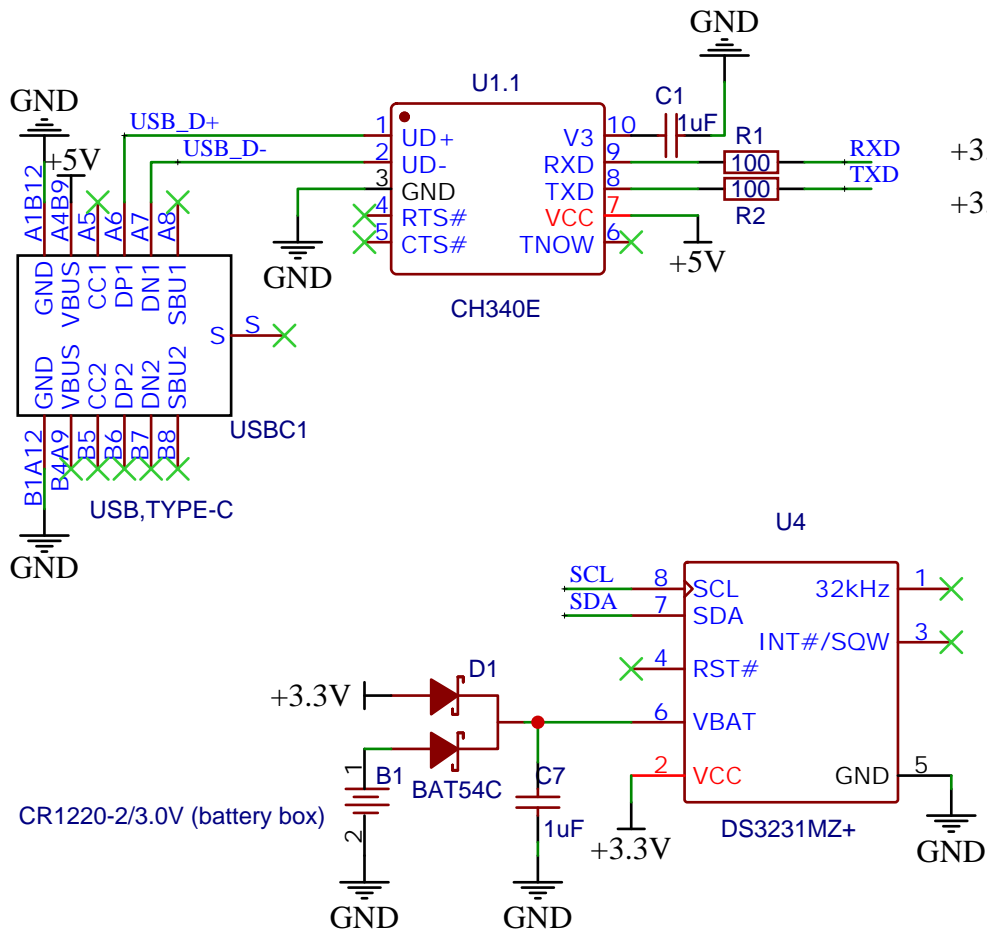 GND
U1.1
GND
USB_D+
USB_D-
C1
1uF
R1
100
100
R2
RXD
TXD
+3.
+3.
+5V
1
2
3
4
5
UD+
UD-
GND
RTS#
CTS#
V3
RXD
TXD
VCC
TNOW
10
9
8
7
6
A1B12
A4B9
A5
A6
A7
A8
GND
+5V
CH340E
GND
VBUS
CC1
DP1
DN1
SBU1
S
S
GND
VBUS
CC2
DP2
DN2
SBU2
USBC1
B1A12
B4A9
B5
B6
B7
B8
USB,TYPE-C
GND
U4
SCL
SDA
8
7
4
6
2
SCL
SDA
RST#
VBAT
VCC
32kHz
INT#/SQW
GND
1
3
5
D1
+3.3V
1
B1
2
BAT54C
C7
1uF
CR1220-2/3.0V (battery box)
+3.3V
DS3231MZ+
GND
GND
GND